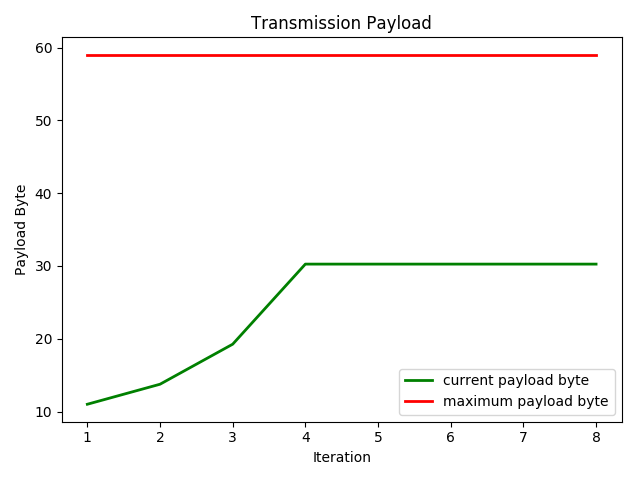 Transmission Payload
Payload Byte
60
50
40
30
20
10
current payload byte
maximum payload byte
1 2 3 4 5 6 7 8
Iteration